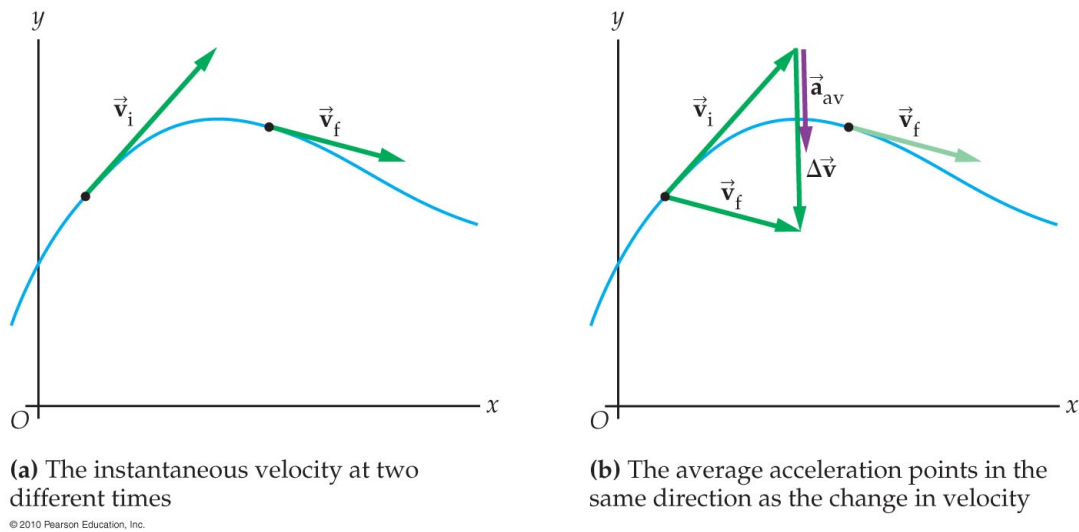 y
v⃗i
v⃗f
O
x
(a) The instantaneous velocity at two
different times
y
v⃗i
a⃗av
v⃗f
Δv⃗
v⃗f
O
x
(b) The average acceleration points in the
same direction as the change in velocity
© 2010 Pearson Education, Inc.